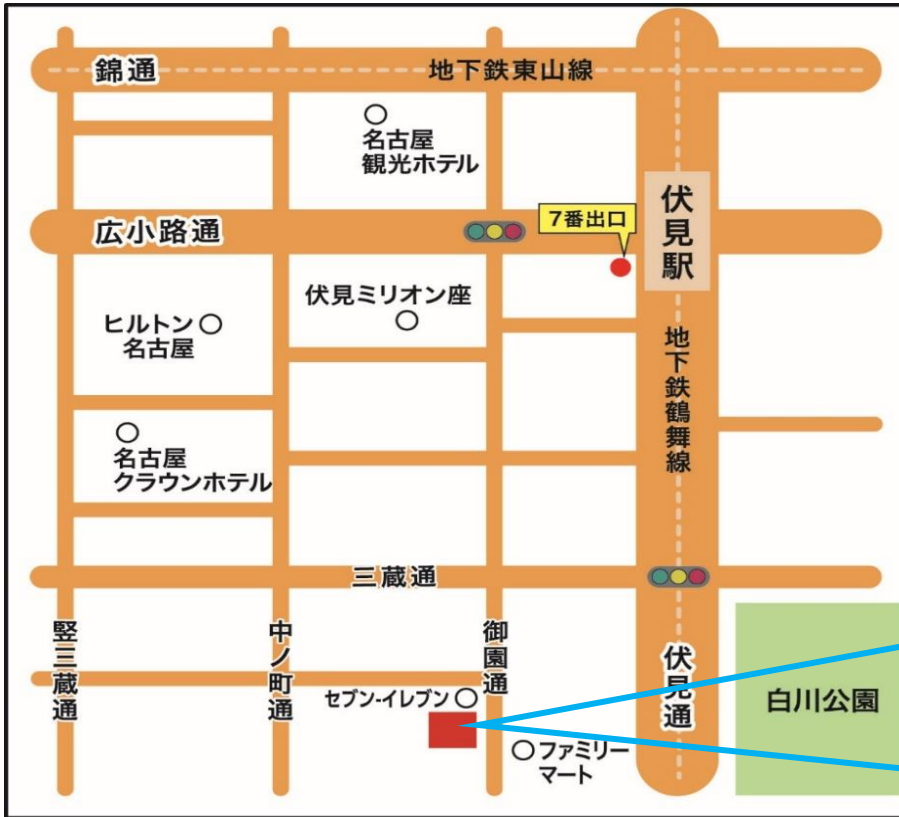 錦通
地下鉄東山線
名古屋
観光ホテル
広小路通
7番出口
伏見駅
ヒルトン
名古屋
伏見ミリオン座
地下鉄鶴舞線
名古屋
クラウンホテル
三蔵通
竪三蔵通
中ノ町通
御園通
伏見通
セブン-イレブン
白川公園
ファミリー
マート